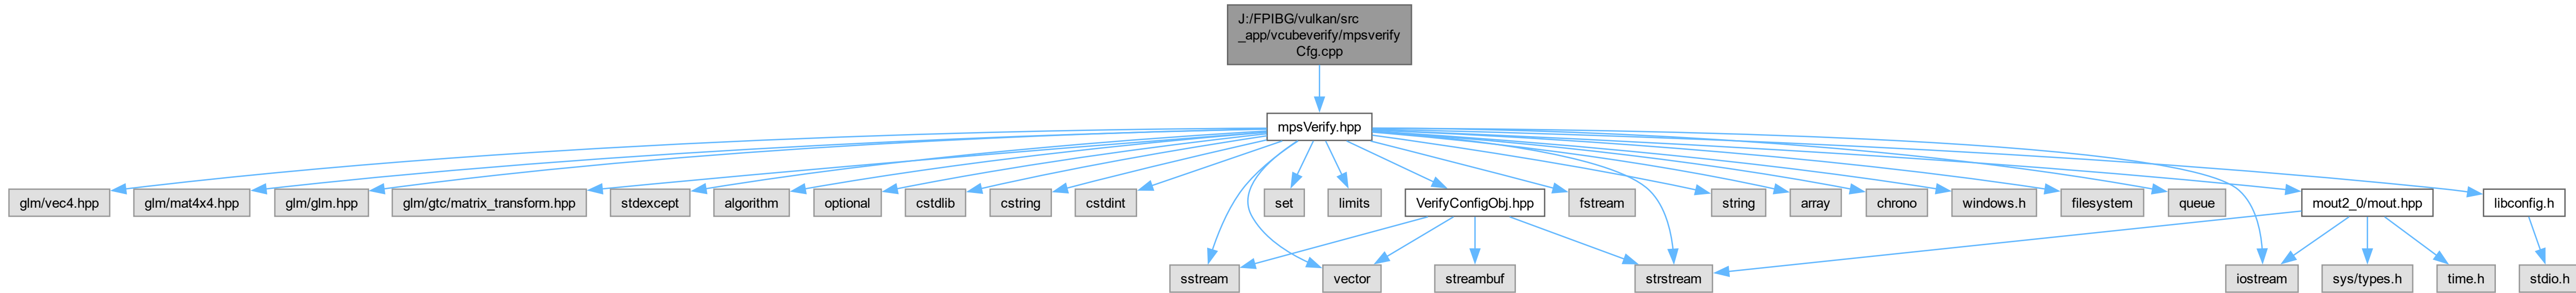 J:/FPIBG/vulkan/src
_app/vcubeverify/mpsverify
Cfg.cpp
mpsVerify.hpp
glm/vec4.hpp
glm/mat4x4.hpp
glm/glm.hpp
glm/gtc/matrix_transform.hpp
stdexcept
algorithm
optional
cstdlib
cstring
cstdint
set
limits
VerifyConfigObj.hpp
fstream
string
array
chrono
windows.h
filesystem
queue
mout2_0/mout.hpp
libconfig.h
sstream
vector
streambuf
strstream
iostream
sys/types.h
time.h
stdio.h